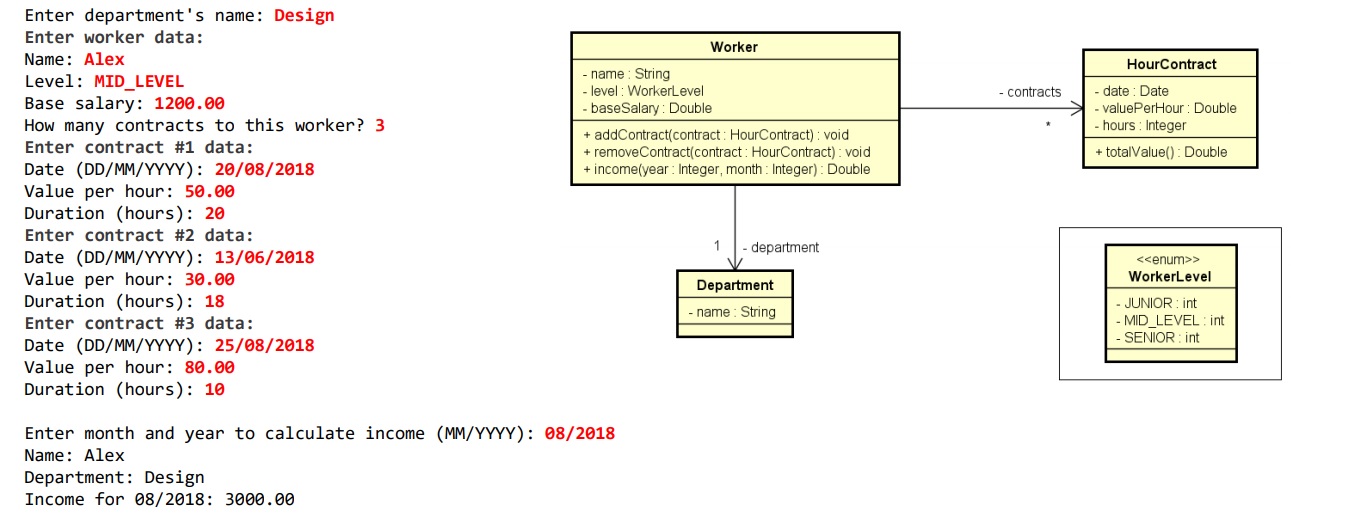 Enter department's name: Design
Enter worker data:
Name: Alex
Level: MID_LEVEL
Base salary: 1200.00
How many contracts to this worker? 3
Enter contract #1 data:
Date (DD/MM/YYYY): 20/08/2018
Value per hour: 50.00
Duration (hours): 20
Enter contract #2 data:
Date (DD/MM/YYYY): 13/06/2018
Value per hour: 30.00
Duration (hours): 18
Enter contract #3 data:
Date (DD/MM/YYYY): 25/08/2018
Value per hour: 80.00
Duration (hours): 10
Enter month and year to calculate income (MM/YYYY): 08/2018
Name: Alex
Department: Design
Income for 08/2018: 3000.00
Worker
- name : String
- level : WorkerLevel
- baseSalary : Double
+ addContract(contract : HourContract) : void
+ removeContract(contract : HourContract) : void
+ income(year : Integer, month : Integer) : Double
- contracts
*
HourContract
- date : Date
- valuePerHour : Double
- hours : Integer
+ totalValue() : Double
1
- department
Department
- name : String
<<enum>>
WorkerLevel
- JUNIOR : int
- MID_LEVEL : int
- SENIOR : int